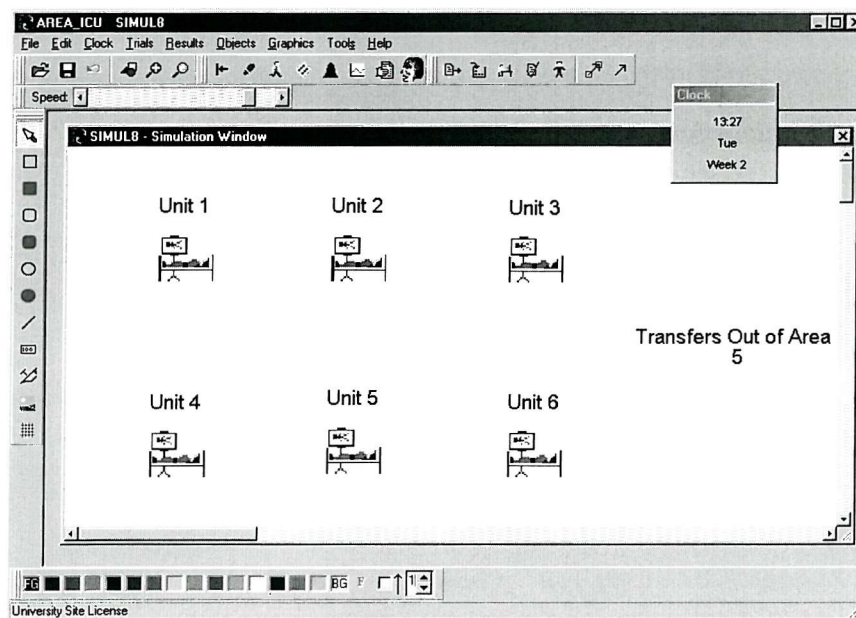 AREA_ICU SIMUL8
File Edit Clock Trials Results Objects Graphics Tools Help
Speed:
Clock
13:27
Tue
Week 2
SIMUL8 - Simulation Window
Unit 1 Unit 2 Unit 3
Transfers Out of Area
5
Unit 4 Unit 5 Unit 6
FG BG F 1
University Site License